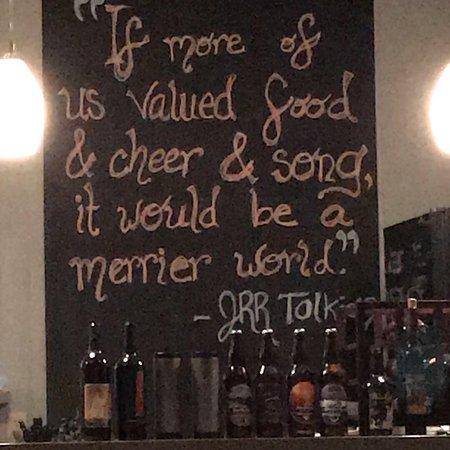 "If more of
us valued food
& cheer & song,
it would be a
merrier world."
- JRR Tolk